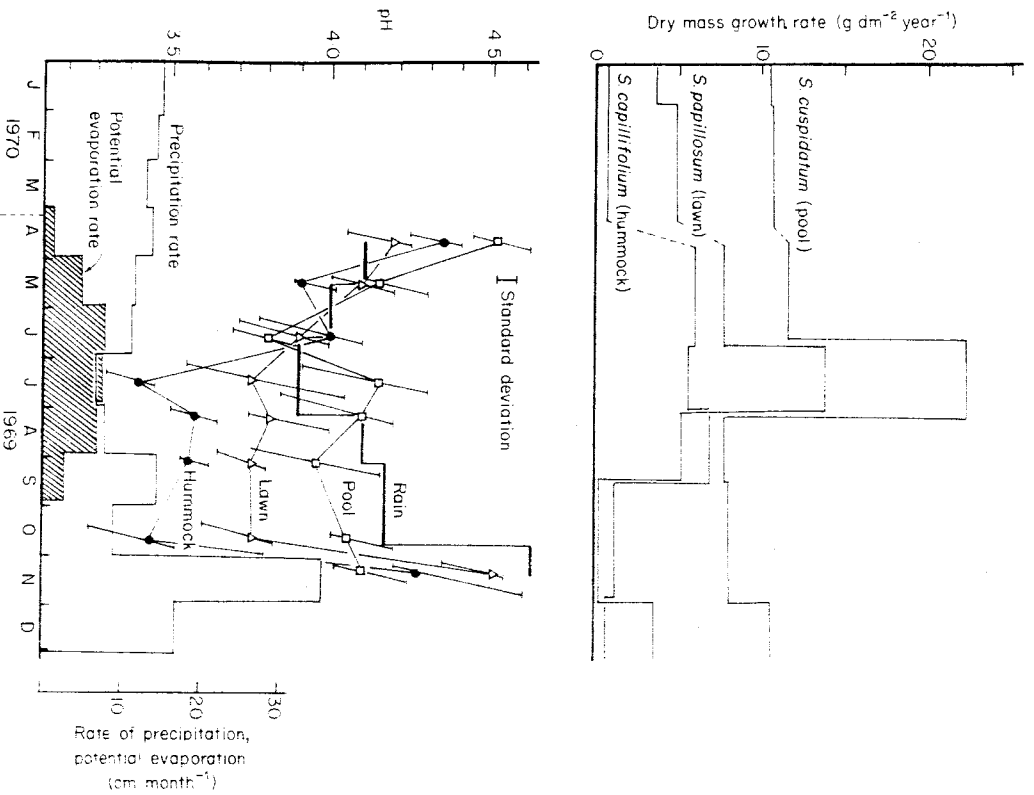 Dry mass growth rate (g dm⁻² year⁻¹)
0
10
20
S. cuspidatum (pool)
S. papillosum (lawn)
S. capillifolium (hummock)
pH
3 5
4 0
4 5
Standard deviation
Rain
Pool
Lawn
Hummock
Precipitation rate
Potential
evaporation rate
J F M A M J J A S O N D
1970
1969
10
20
30
Rate of precipitation,
potential evaporation
(cm month⁻¹)